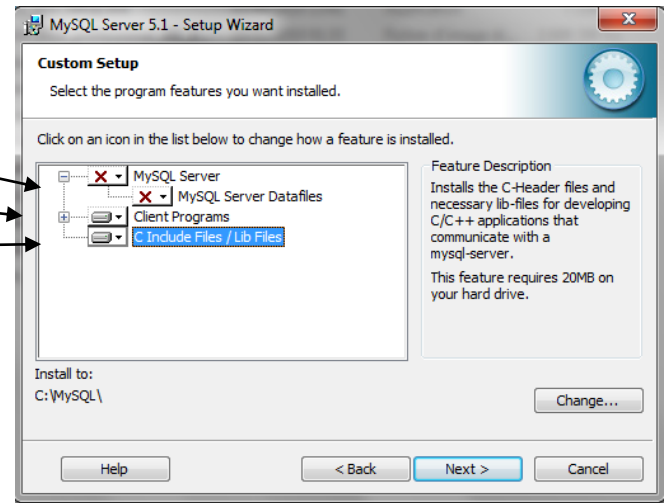 MySQL Server 5.1 - Setup Wizard
Custom Setup
Select the program features you want installed.
Click on an icon in the list below to change how a feature is installed.
MySQL Server
MySQL Server Datafiles
Client Programs
C Include Files / Lib Files
Feature Description
Installs the C-Header files and
necessary lib-files for developing
C/C++ applications that
communicate with a
mysql-server.
This feature requires 20MB on
your hard drive.
Install to:
C:\MySQL\
Change...
Help
< Back
Next >
Cancel